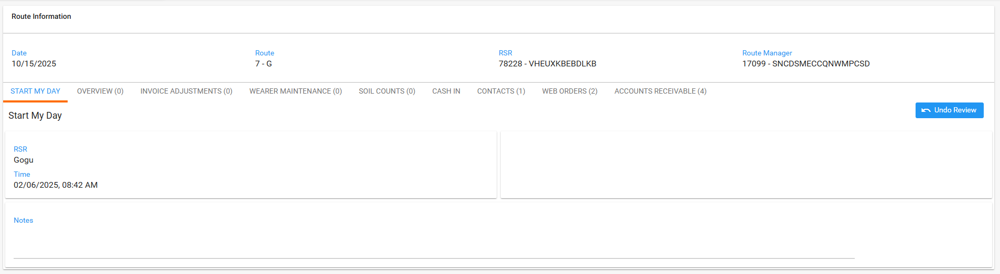 Route Information
Date Route RSR Route Manager
10/15/2025 7 - G 78228 - VHEUXKBEBDLKB 17099 - SNCDSMECCQNWMPCSD
START MY DAY OVERVIEW (0) INVOICE ADJUSTMENTS (0) WEARER MAINTENANCE (0) SOIL COUNTS (0) CASH IN CONTACTS (1) WEB ORDERS (2) ACCOUNTS RECEIVABLE (4)
Start My Day
Undo Review
RSR
Gogu
Time
02/06/2025, 08:42 AM
Notes